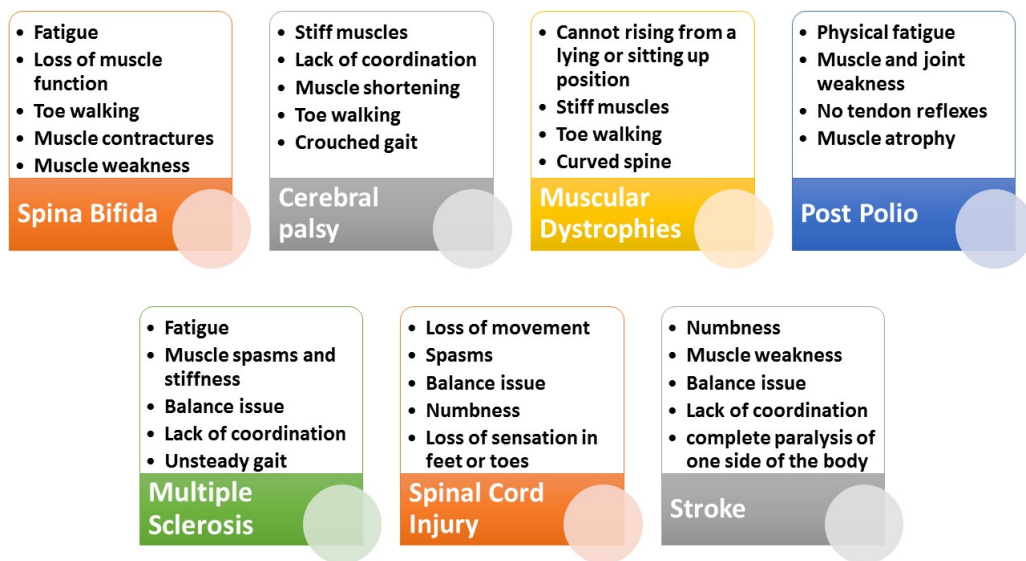 • Fatigue
• Loss of muscle
function
• Toe walking
• Muscle contractures
• Muscle weakness
Spina Bifida
• Stiff muscles
• Lack of coordination
• Muscle shortening
• Toe walking
• Crouched gait
Cerebral
palsy
• Cannot rising from a
lying or sitting up
position
• Stiff muscles
• Toe walking
• Curved spine
Muscular
Dystrophies
• Physical fatigue
• Muscle and joint
weakness
• No tendon reflexes
• Muscle atrophy
Post Polio
• Fatigue
• Muscle spasms and
stiffness
• Balance issue
• Lack of coordination
• Unsteady gait
Multiple
Sclerosis
• Loss of movement
• Spasms
• Balance issue
• Numbness
• Loss of sensation in
feet or toes
Spinal Cord
Injury
• Numbness
• Muscle weakness
• Balance issue
• Lack of coordination
• complete paralysis of
one side of the body
Stroke